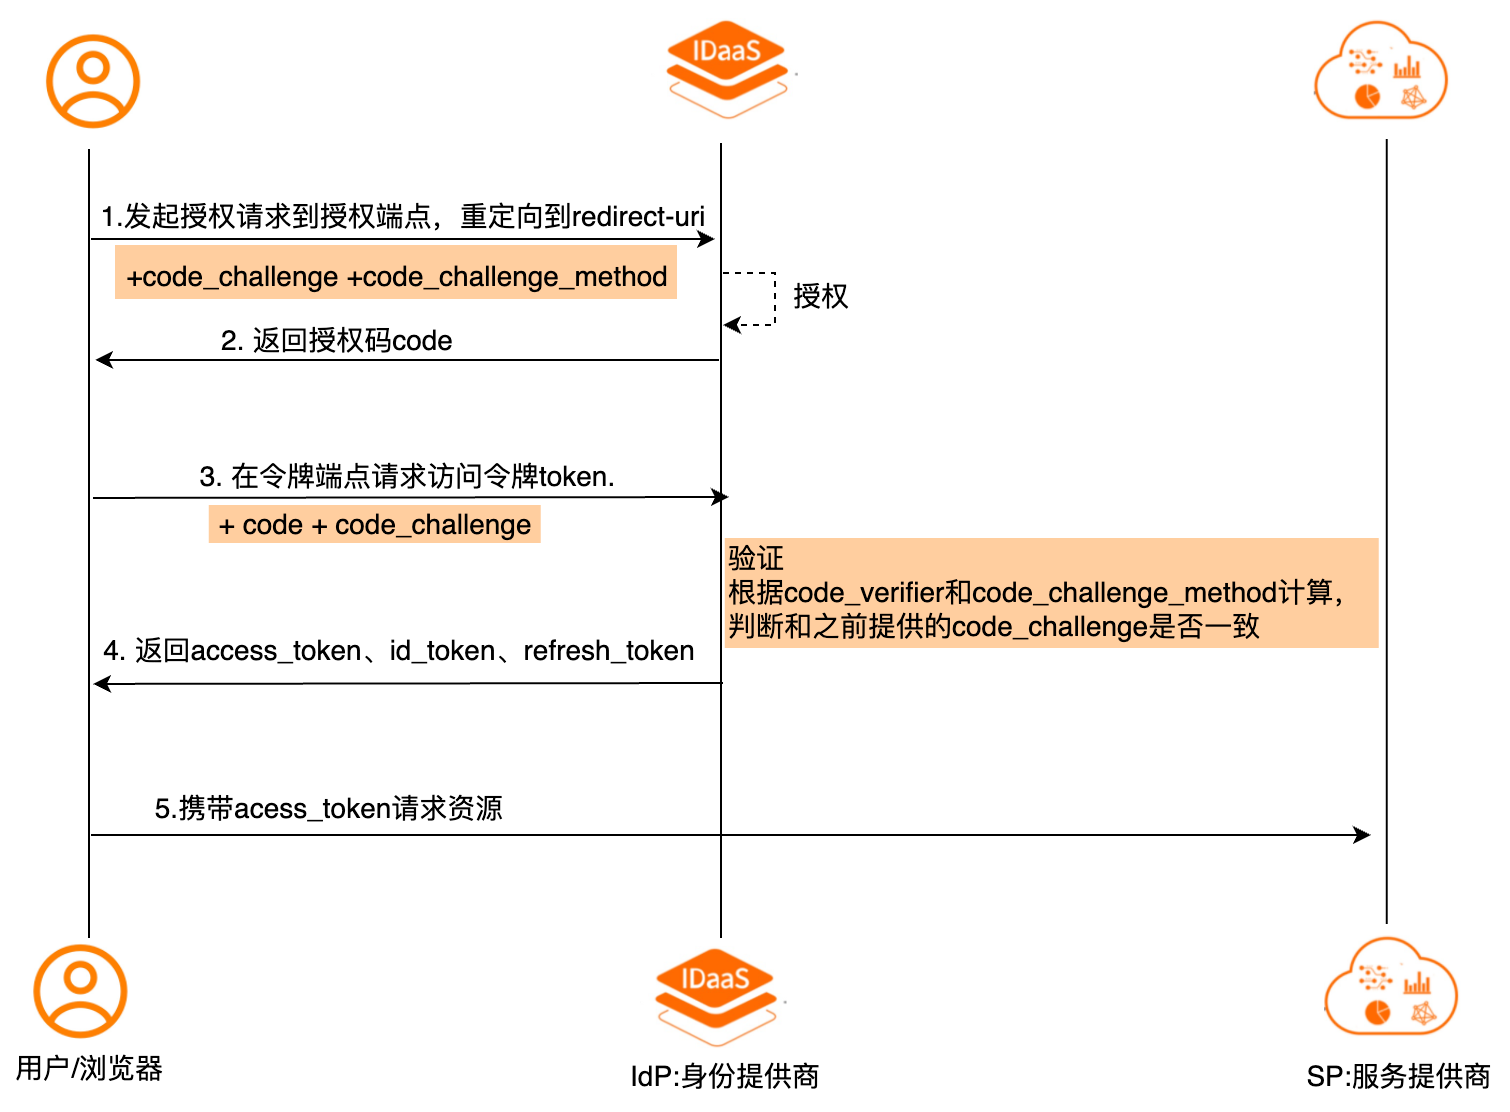 IDaaS
1.发起授权请求到授权端点，重定向到redirect-uri
+code_challenge +code_challenge_method
授权
2. 返回授权码code
3. 在令牌端点请求访问令牌token.
+ code + code_challenge
验证
根据code_verifier和code_challenge_method计算，
判断和之前提供的code_challenge是否一致
4. 返回access_token、id_token、refresh_token
5.携带acess_token请求资源
IDaaS
用户/浏览器
IdP:身份提供商
SP:服务提供商